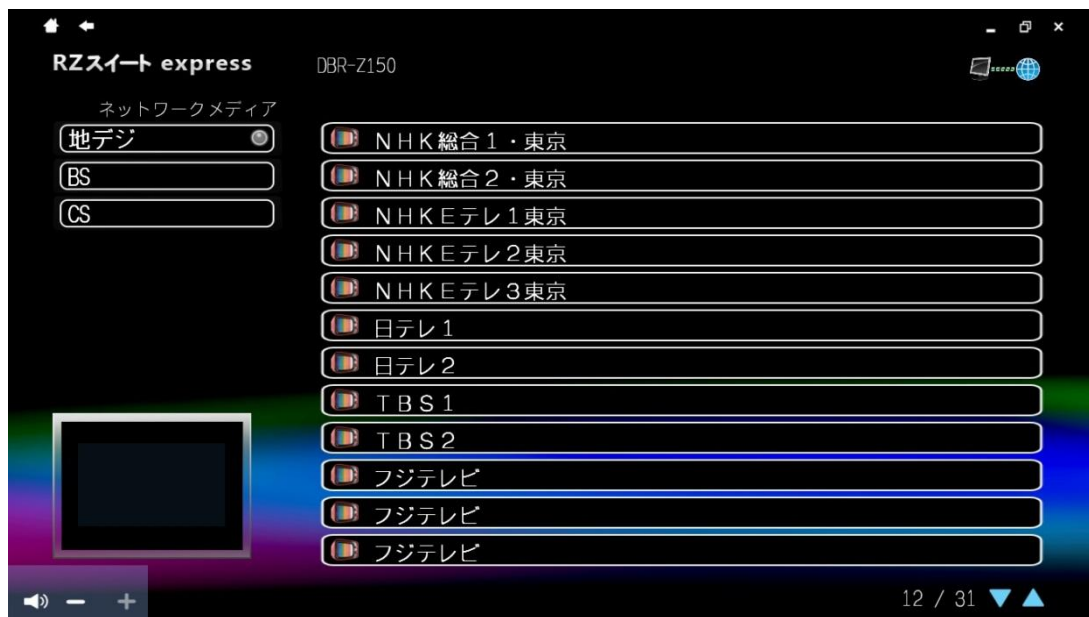 RZスイート express
DBR-Z150
ネットワークメディア
地デジ
BS
CS
NHK総合1・東京
NHK総合2・東京
NHKEテレ1東京
NHKEテレ2東京
NHKEテレ3東京
日テレ1
日テレ2
TBS1
TBS2
フジテレビ
フジテレビ
フジテレビ
12 / 31